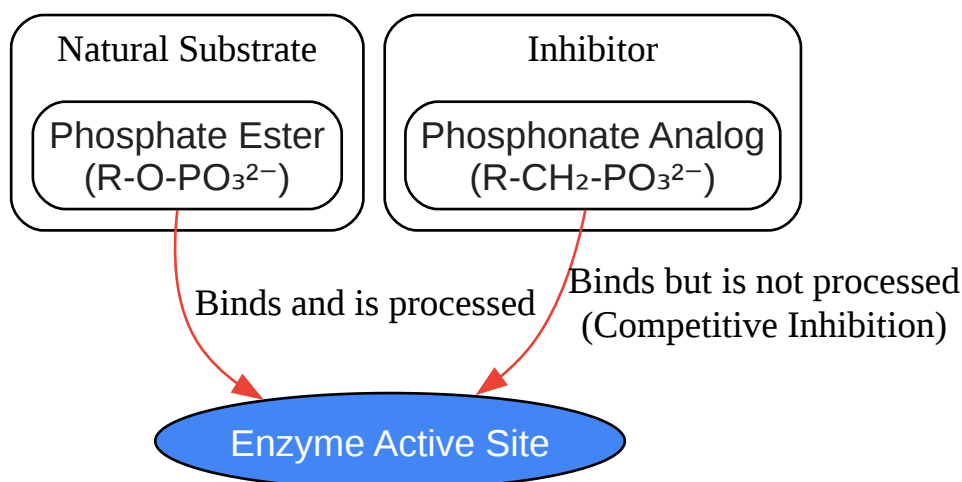 Natural Substrate
Phosphate Ester
(R-O-PO₃²⁻)
Inhibitor
Phosphonate Analog
(R-CH₂-PO₃²⁻)
Binds and is processed
Binds but is not processed
(Competitive Inhibition)
Enzyme Active Site